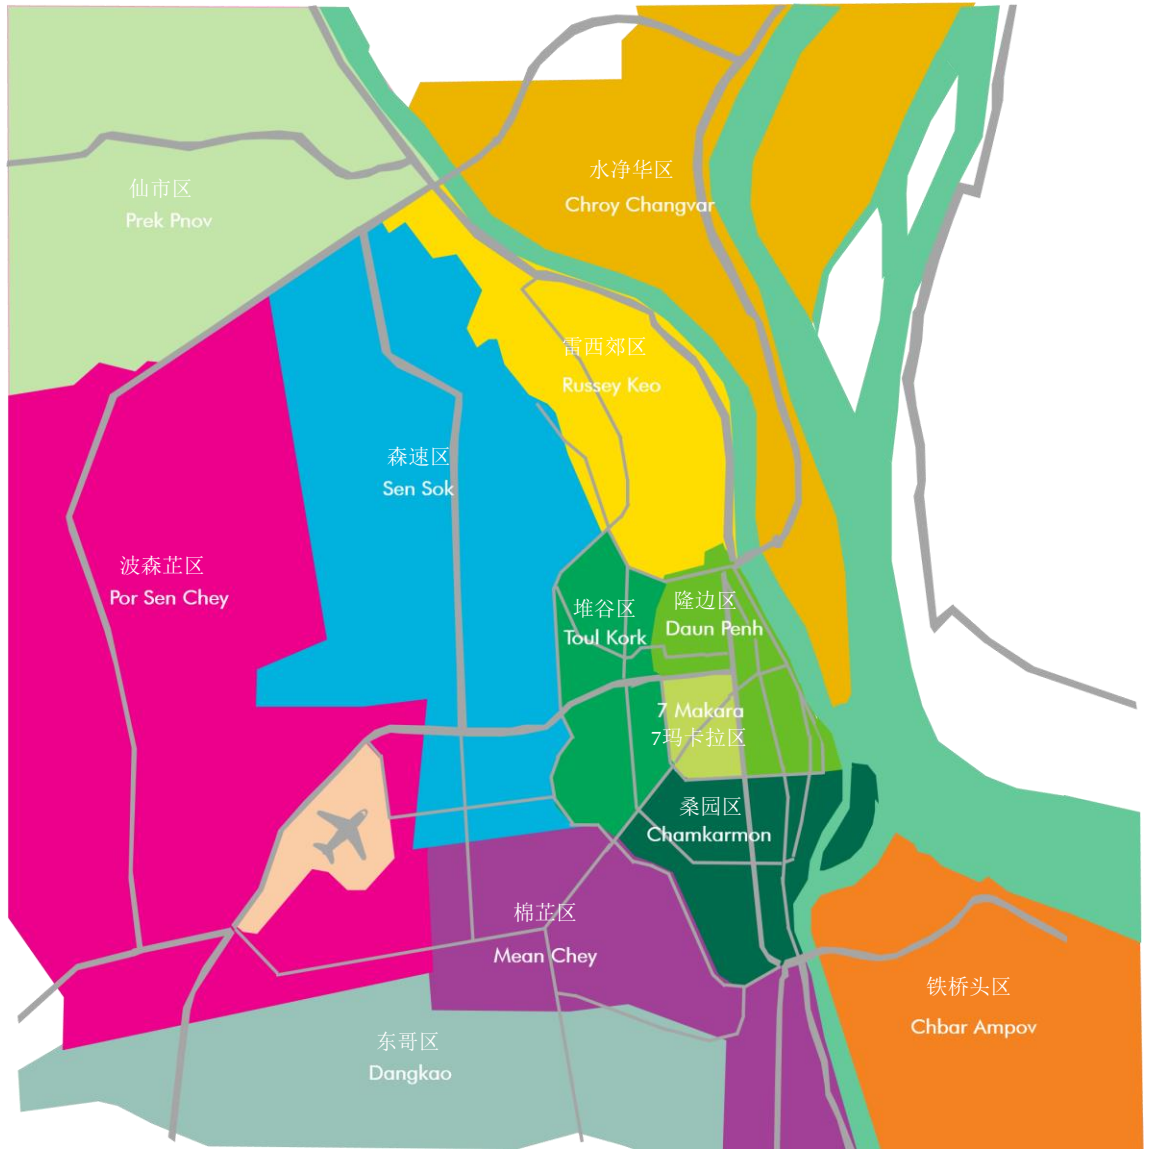 水净华区
Chroy Changvar
仙市区
Prek Pnov
雷西郊区
Russey Keo
森速区
Sen Sok
波森芷区
Por Sen Chey
堆谷区
Toul Kork
隆边区
Daun Penh
7 Makara
7玛卡拉区
桑园区
Chamkarmon
棉芷区
Mean Chey
铁桥头区
Chbar Ampov
东哥区
Dangkao